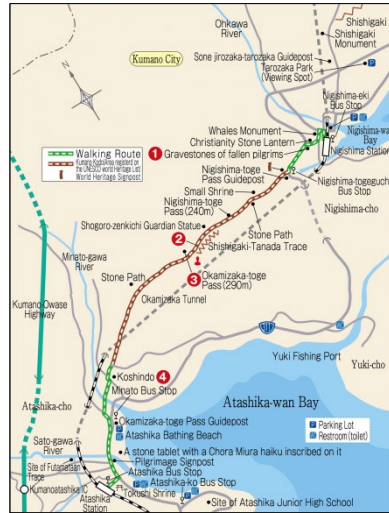 Ohkawa
River
Shishigaki
Shishigaki
Monument
Kumano City
Sone jirozaka-tarozaka Guidepost
Tarozaka Park
(Viewing Spot)
P
Nigishima-eki
Bus Stop
Whales Monument
Nigishima-wan
Bay
Walking Route
1
Christianity Stone Lantern
Gravestones of fallen pilgrims
Nigishima Station
Kumano Kodo Area registerd on
the UNESCO world Heritage List
World Heritage Signpost
Nigishima-toge
Pass Guidepost
Nigishima-togeguchi
Bus Stop
Small Shrine
Nigishima-toge
Pass (240m)
Nigishima-cho
Shogoro-zenkichi Guardian Statue
Stone Path
2
Shishigaki-Tanada Trace
Minato-gawa
River
3
Okamizaka-toge
Pass (290m)
Stone Path
Okamizaka Tunnel
Kumano-Owase
Highway
311
Yuki Fishing Port
Koshindo
4
Minato Bus Stop
Atashika-cho
Atashika-wan Bay
Okamizaka-toge Pass Guidepost
P
Parking Lot
Restroom (toilet)
Atashika Bathing Beach
Sato-gawa
River
A stone tablet with a Chora Miura haiku inscribed on it
Pilgrimage Signpost
Site of Futamataan
Trace
Atashika Bus Stop
P
Atashika-ko Bus Stop
Kumanoatashika IC
Atashika
Station
Tokushi Shrine
P
Site of Atashika Junior High School